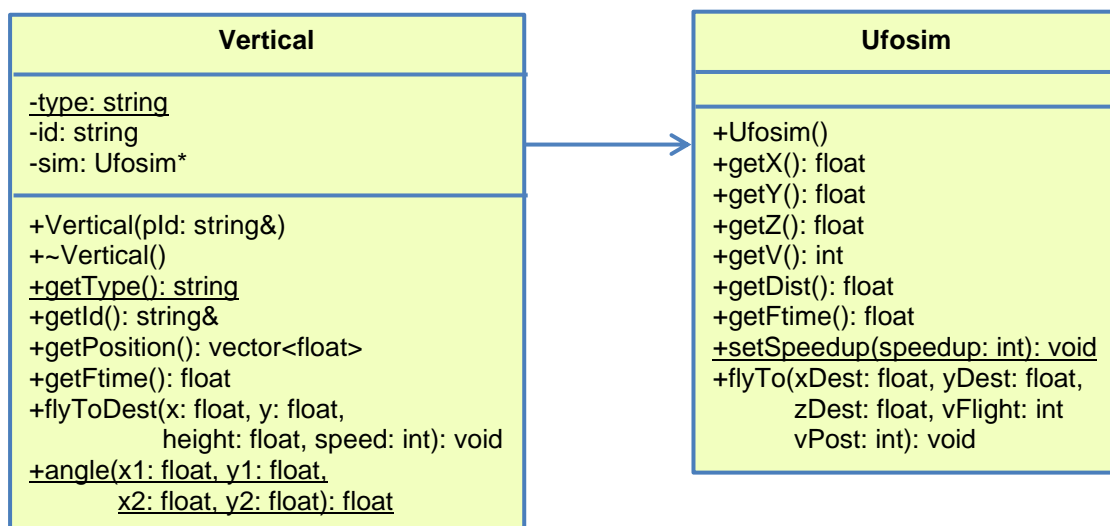 Vertical
-type: string
-id: string
-sim: Ufosim*
+Vertical(pId: string&)
+~Vertical()
+getType(): string
+getId(): string&
+getPosition(): vector<float>
+getFtime(): float
+flyToDest(x: float, y: float,
height: float, speed: int): void
+angle(x1: float, y1: float,
x2: float, y2: float): float
Ufosim
+Ufosim()
+getX(): float
+getY(): float
+getZ(): float
+getV(): int
+getDist(): float
+getFtime(): float
+setSpeedup(speedup: int): void
+flyTo(xDest: float, yDest: float,
zDest: float, vFlight: int
vPost: int): void